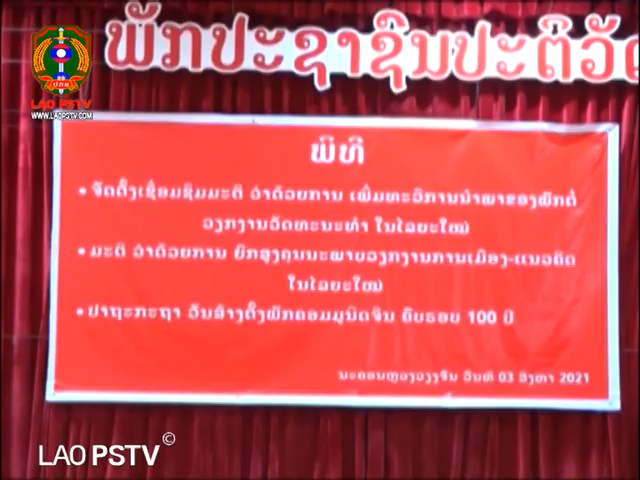 ພັກປະຊາຊົນປະຕິວັດ
LAO PSTV
WWW.LAOPSTV.COM
ພິທີ
• ຈັດຕັ້ງເຊື່ອມຊຶມມະຕິ ວ່າດ້ວຍການ ເພີ່ມທະວີການນໍາພາຂອງພັກຕໍ່
ວຽກງານວັດທະນະທໍາ ໃນໄລຍະໃໝ່
• ມະຕິ ວ່າດ້ວຍການ ຍົກສູງຄຸນນະພາບວຽກງານການເມືອງ-ແນວຄິດ
ໃນໄລຍະໃໝ່
• ປາຖະກະຖາ ວັນສ້າງຕັ້ງພັກຄອມມູນິດຈີນ ຄົບຮອບ 100 ປີ
ນະຄອນຫຼວງວຽງຈັນ ວັນທີ 03 ສິງຫາ 2021
LAO PSTV©